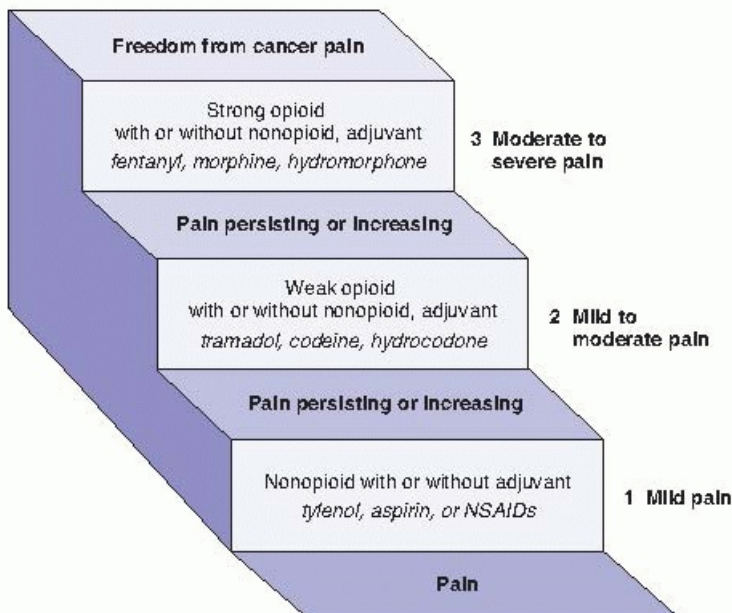 Freedom from cancer pain
Strong opioid
with or without nonopioid, adjuvant
fentanyl, morphine, hydromorphone
3 Moderate to
severe pain
Pain persisting or increasing
Weak opioid
with or without nonopioid, adjuvant
tramadol, codeine, hydrocodone
2 Mild to
moderate pain
Pain persisting or increasing
Nonopioid with or without adjuvant
tylenol, aspirin, or NSAIDs
1 Mild pain
Pain